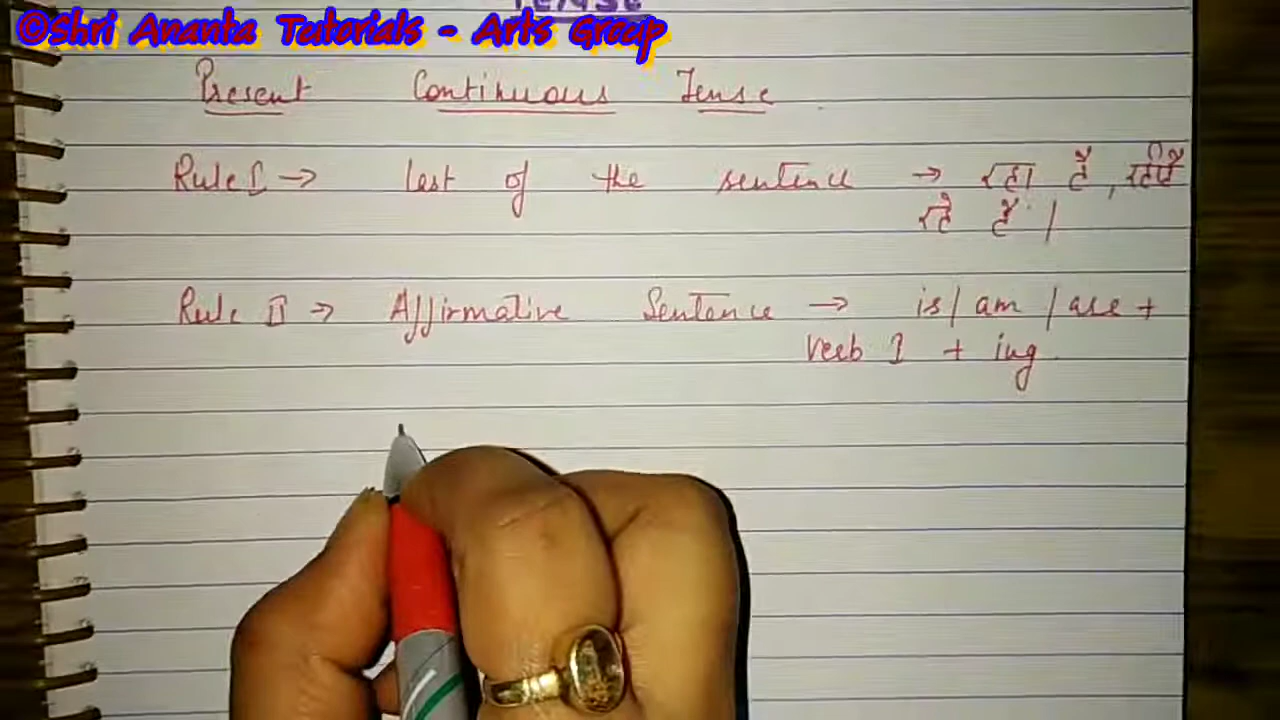 Tense
©Shri Ananta Tutorials - Arts Group
Present Continuous Tense
Rule I → last of the sentence → रहा है, रही है
रहे हैं |
Rule II → Affirmative Sentence → is/am/are +
verb I + ing